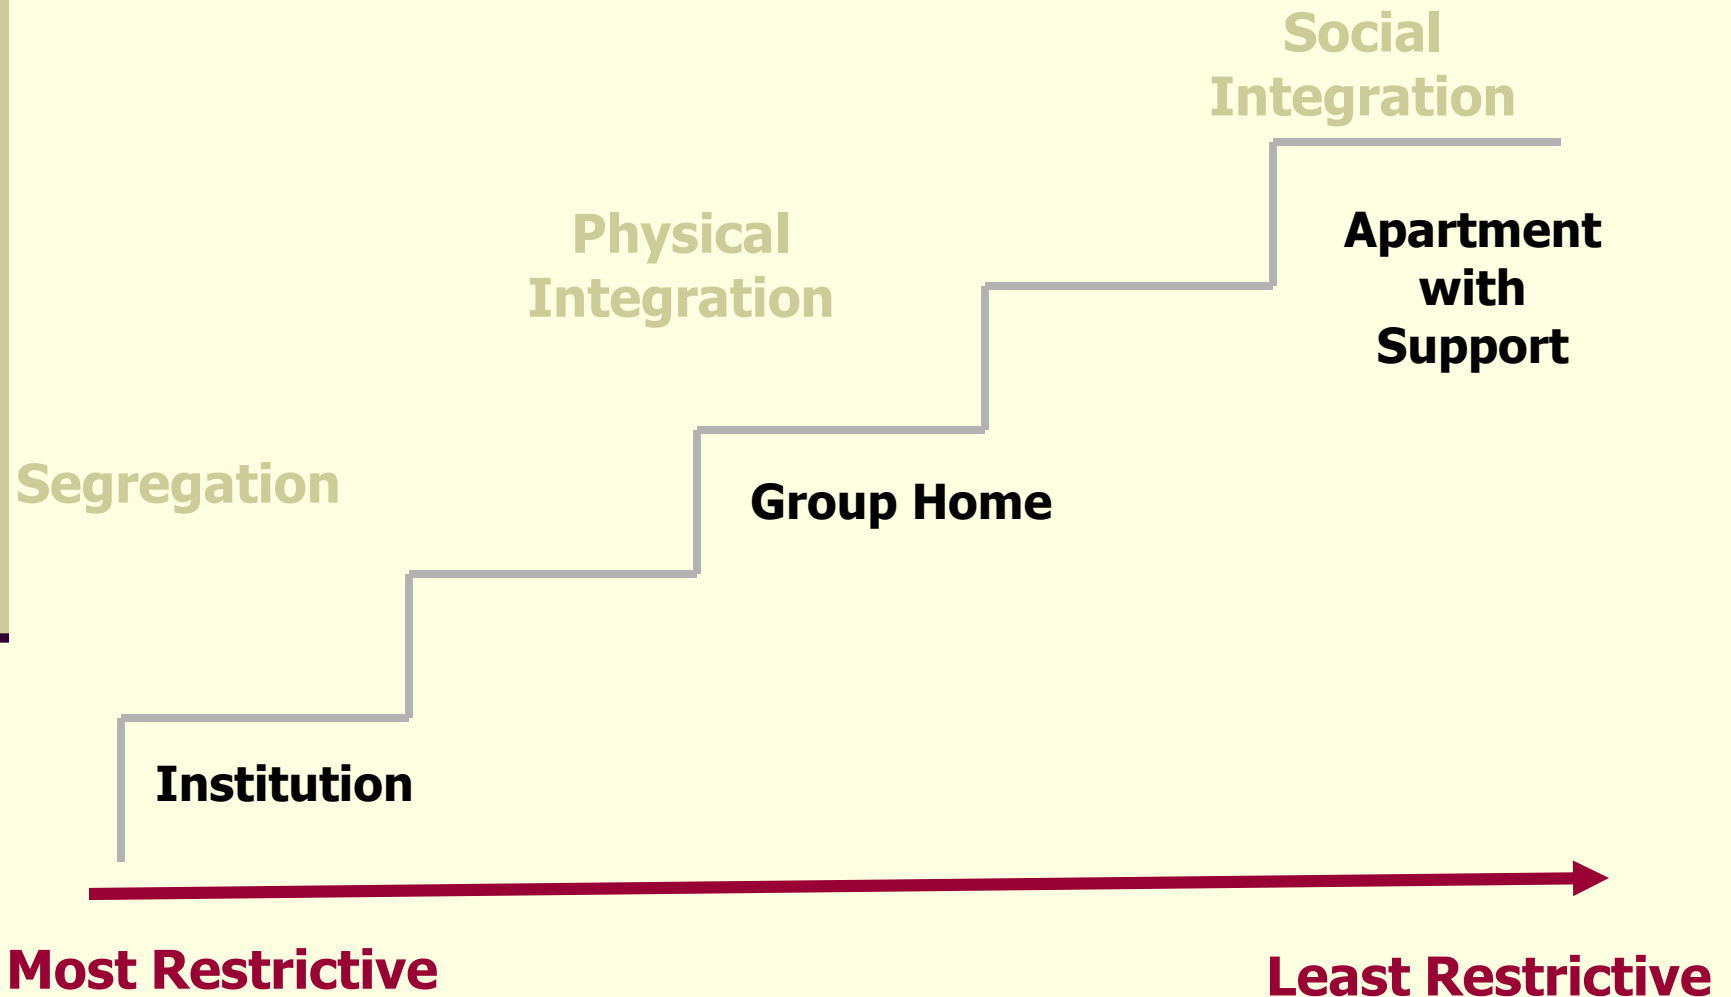 Social
Integration
Physical
Integration
Apartment
with
Support
Segregation
Group Home
Institution
Most Restrictive
Least Restrictive